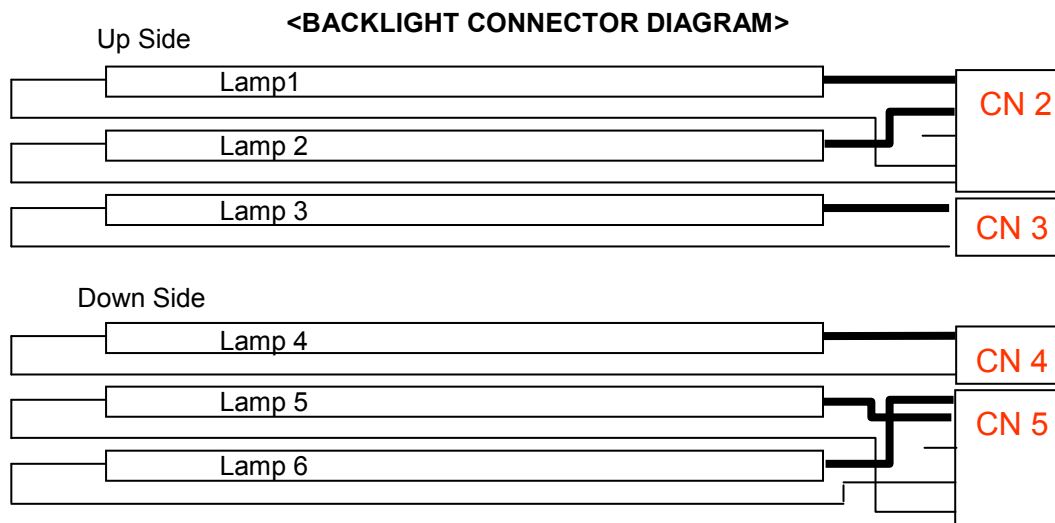 <BACKLIGHT CONNECTOR DIAGRAM>
Up Side
Lamp1
CN 2
Lamp 2
Lamp 3
CN 3
Down Side
Lamp 4
CN 4
Lamp 5
CN 5
Lamp 6